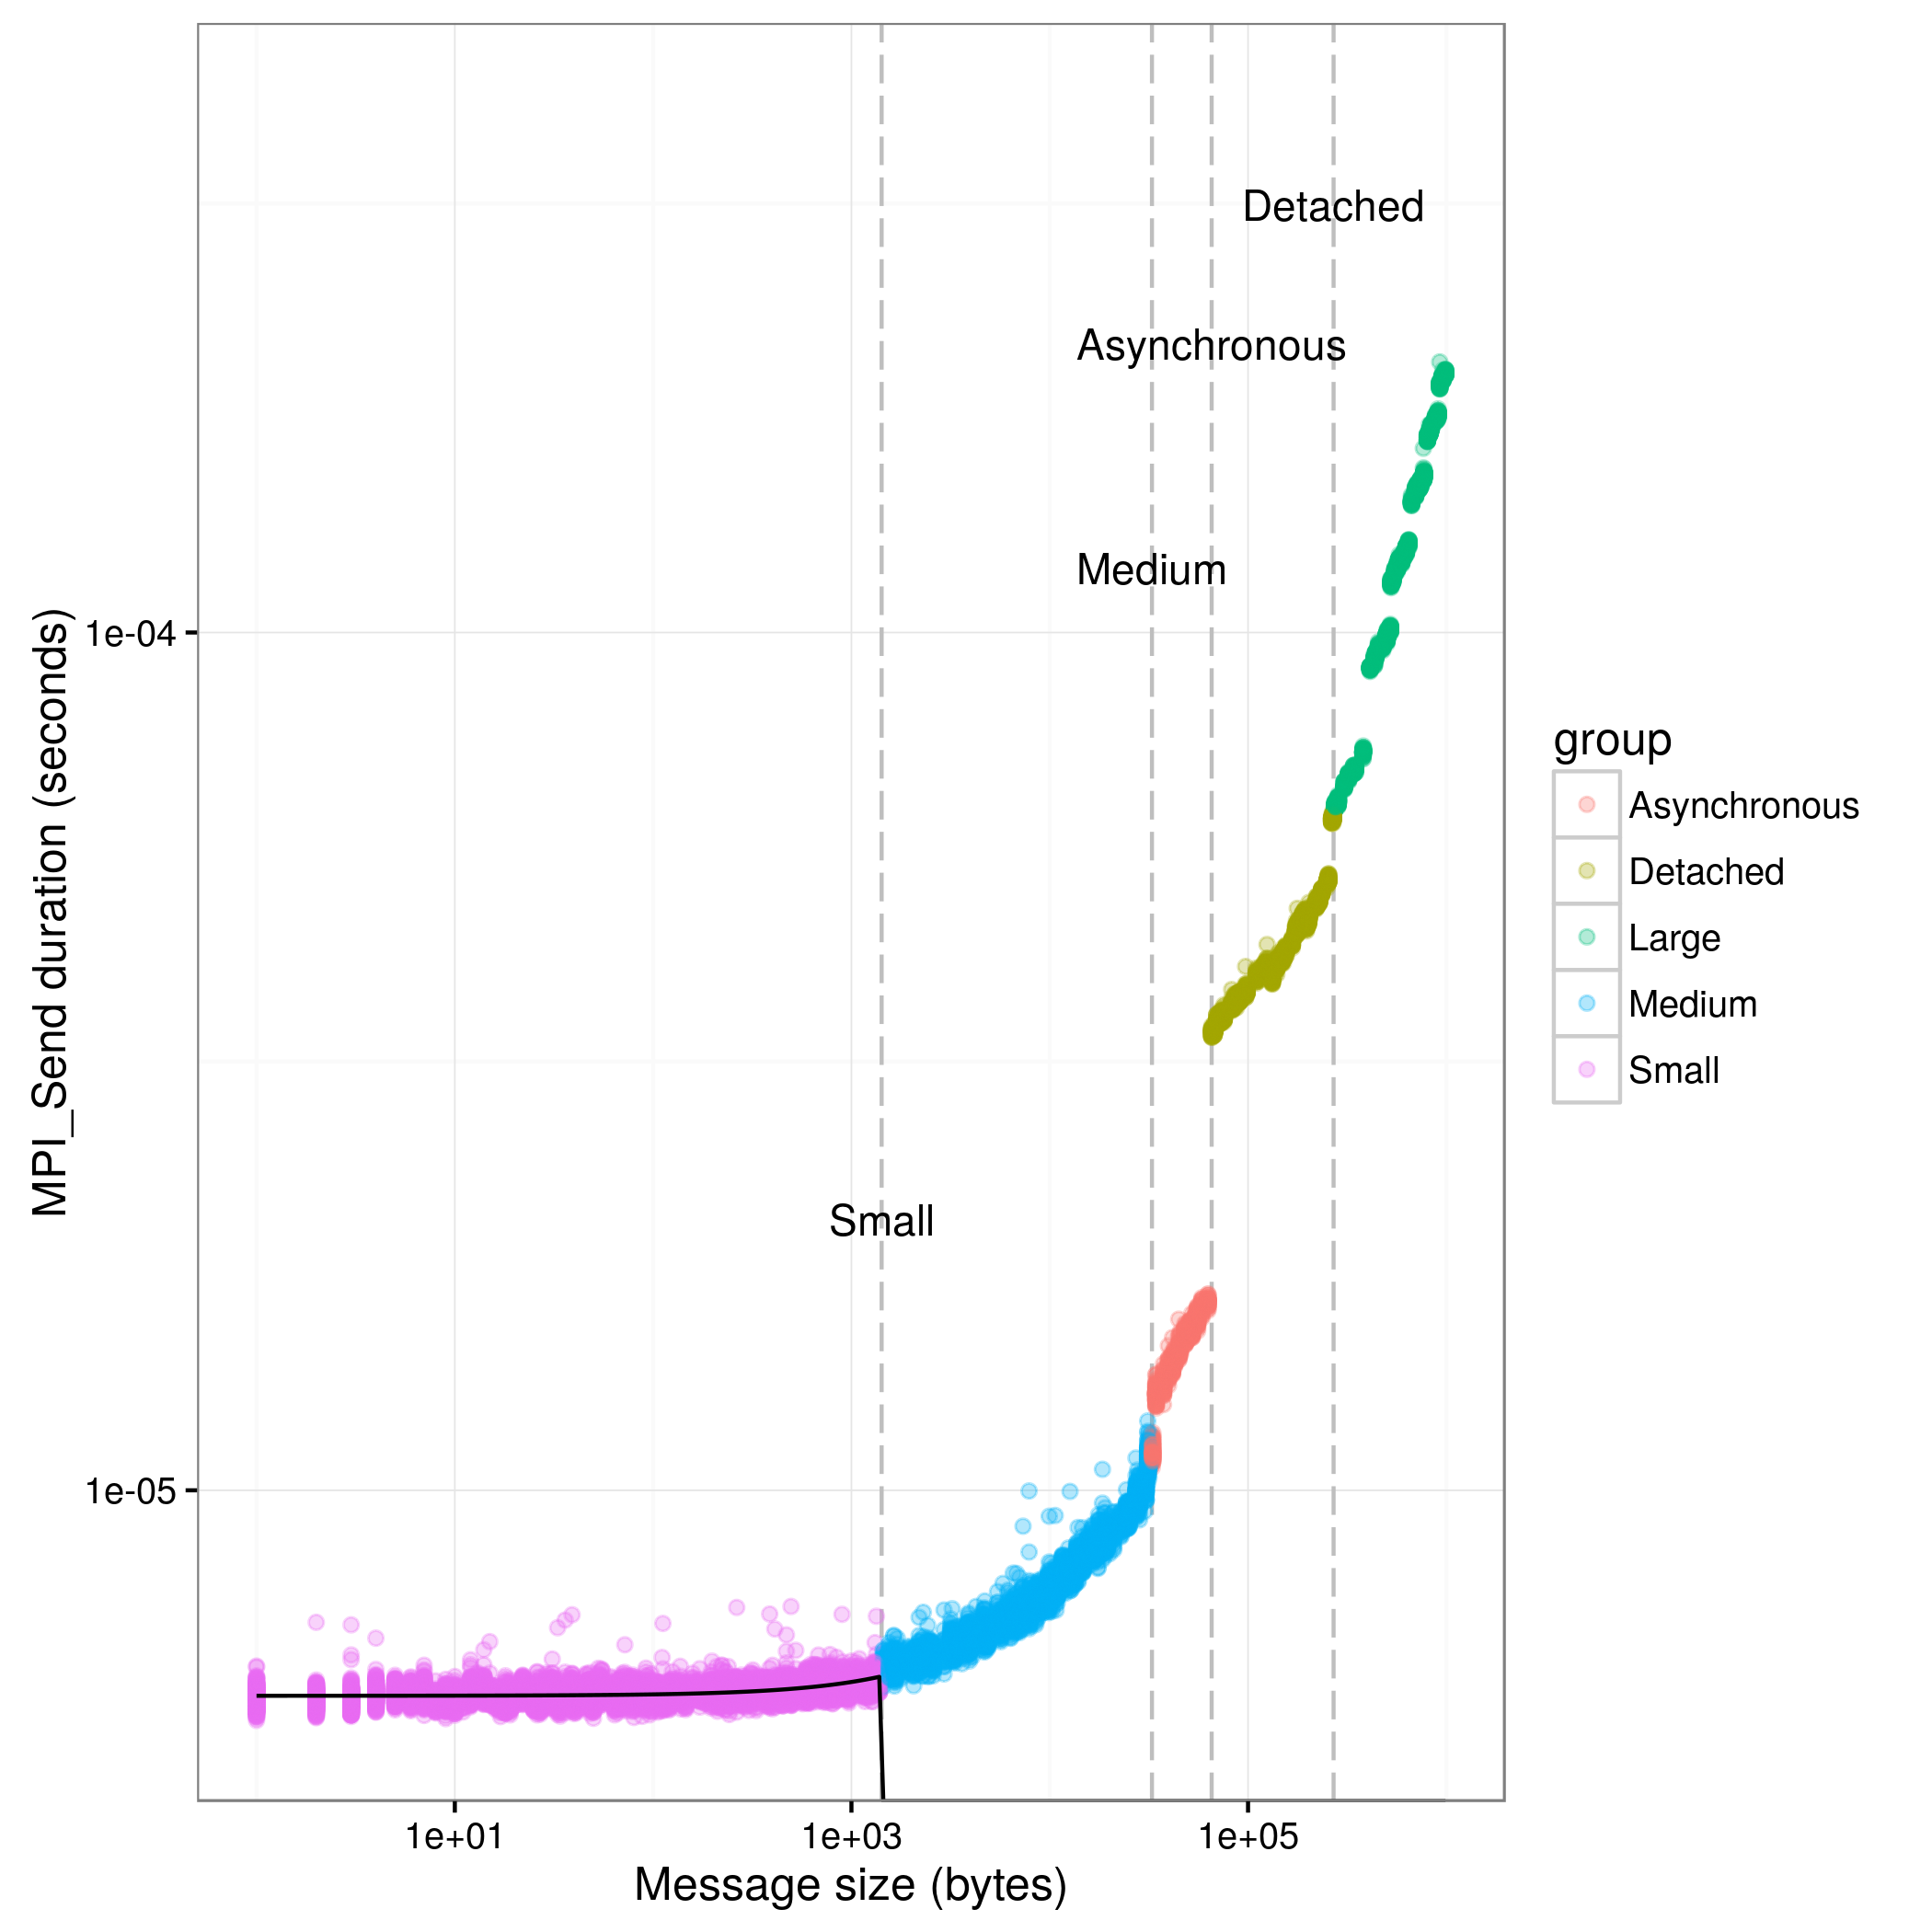 Detached
Asynchronous
Medium
Small
1e-04
1e-05
MPI_Send duration (seconds)
1e+01
1e+03
1e+05
Message size (bytes)
group
Asynchronous
Detached
Large
Medium
Small